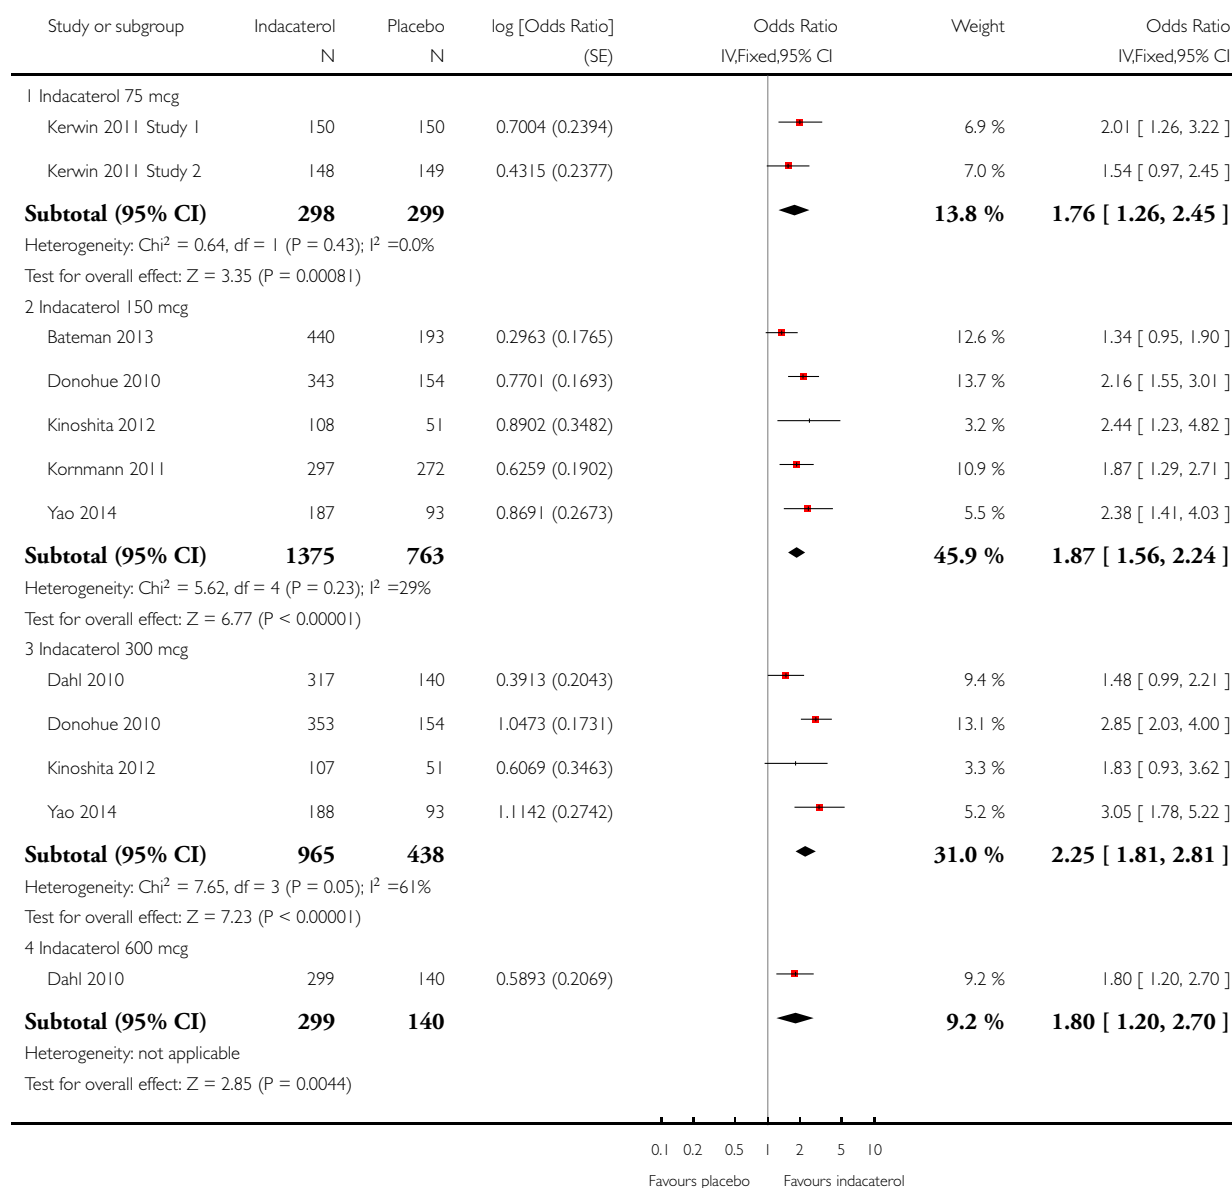 Study or subgroup Indacaterol Placebo log [Odds Ratio] Odds Ratio Weight Odds Ratio
N N (SE) IV,Fixed,95% CI IV,Fixed,95% CI
1 Indacaterol 75 mcg
Kerwin 2011 Study 1 150 150 0.7004 (0.2394) 6.9 % 2.01 [ 1.26, 3.22 ]
Kerwin 2011 Study 2 148 149 0.4315 (0.2377) 7.0 % 1.54 [ 0.97, 2.45 ]
Subtotal (95% CI) 298 299 13.8 % 1.76 [ 1.26, 2.45 ]
Heterogeneity: Chi² = 0.64, df = 1 (P = 0.43); I² =0.0%
Test for overall effect: Z = 3.35 (P = 0.00081)
2 Indacaterol 150 mcg
Bateman 2013 440 193 0.2963 (0.1765) 12.6 % 1.34 [ 0.95, 1.90 ]
Donohue 2010 343 154 0.7701 (0.1693) 13.7 % 2.16 [ 1.55, 3.01 ]
Kinoshita 2012 108 51 0.8902 (0.3482) 3.2 % 2.44 [ 1.23, 4.82 ]
Kornmann 2011 297 272 0.6259 (0.1902) 10.9 % 1.87 [ 1.29, 2.71 ]
Yao 2014 187 93 0.8691 (0.2673) 5.5 % 2.38 [ 1.41, 4.03 ]
Subtotal (95% CI) 1375 763 45.9 % 1.87 [ 1.56, 2.24 ]
Heterogeneity: Chi² = 5.62, df = 4 (P = 0.23); I² =29%
Test for overall effect: Z = 6.77 (P < 0.00001)
3 Indacaterol 300 mcg
Dahl 2010 317 140 0.3913 (0.2043) 9.4 % 1.48 [ 0.99, 2.21 ]
Donohue 2010 353 154 1.0473 (0.1731) 13.1 % 2.85 [ 2.03, 4.00 ]
Kinoshita 2012 107 51 0.6069 (0.3463) 3.3 % 1.83 [ 0.93, 3.62 ]
Yao 2014 188 93 1.1142 (0.2742) 5.2 % 3.05 [ 1.78, 5.22 ]
Subtotal (95% CI) 965 438 31.0 % 2.25 [ 1.81, 2.81 ]
Heterogeneity: Chi² = 7.65, df = 3 (P = 0.05); I² =61%
Test for overall effect: Z = 7.23 (P < 0.00001)
4 Indacaterol 600 mcg
Dahl 2010 299 140 0.5893 (0.2069) 9.2 % 1.80 [ 1.20, 2.70 ]
Subtotal (95% CI) 299 140 9.2 % 1.80 [ 1.20, 2.70 ]
Heterogeneity: not applicable
Test for overall effect: Z = 2.85 (P = 0.0044)
0.1 0.2 0.5 1 2 5 10
Favours placebo Favours indacaterol